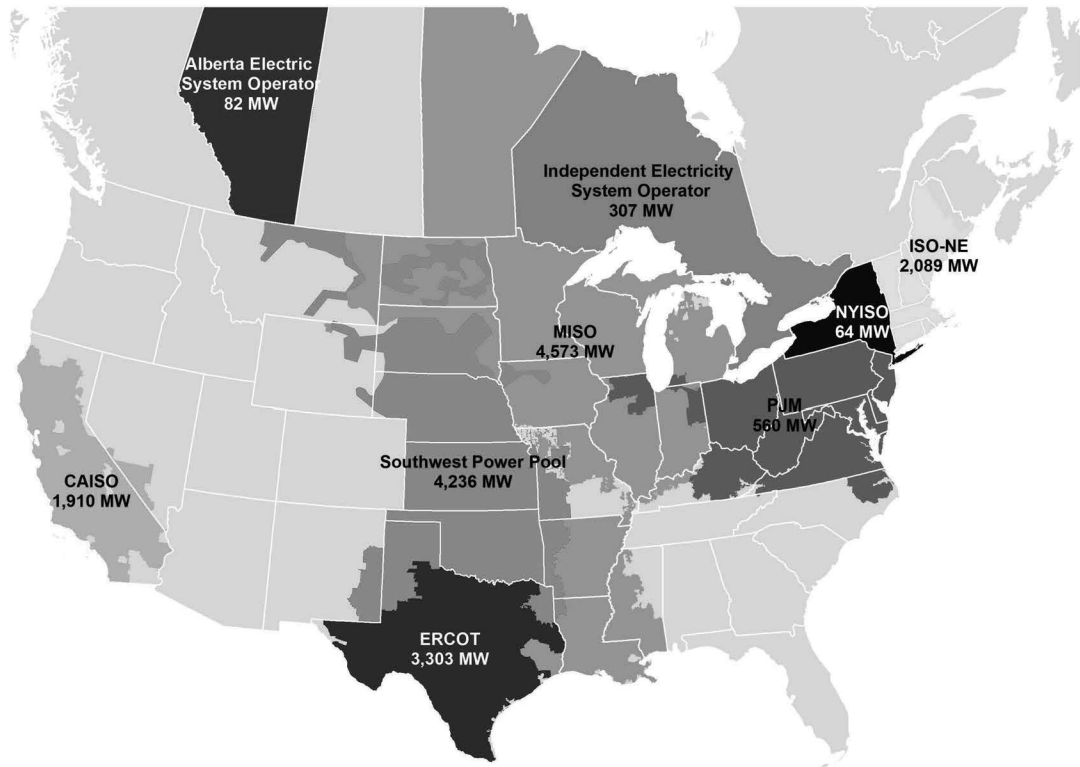 Alberta Electric
System Operator
82 MW
Independent Electricity
System Operator
307 MW
ISO-NE
2,089 MW
NYISO
64 MW
MISO
4,573 MW
PJM
560 MW
Southwest Power Pool
4,236 MW
CAISO
1,910 MW
ERCOT
3,303 MW